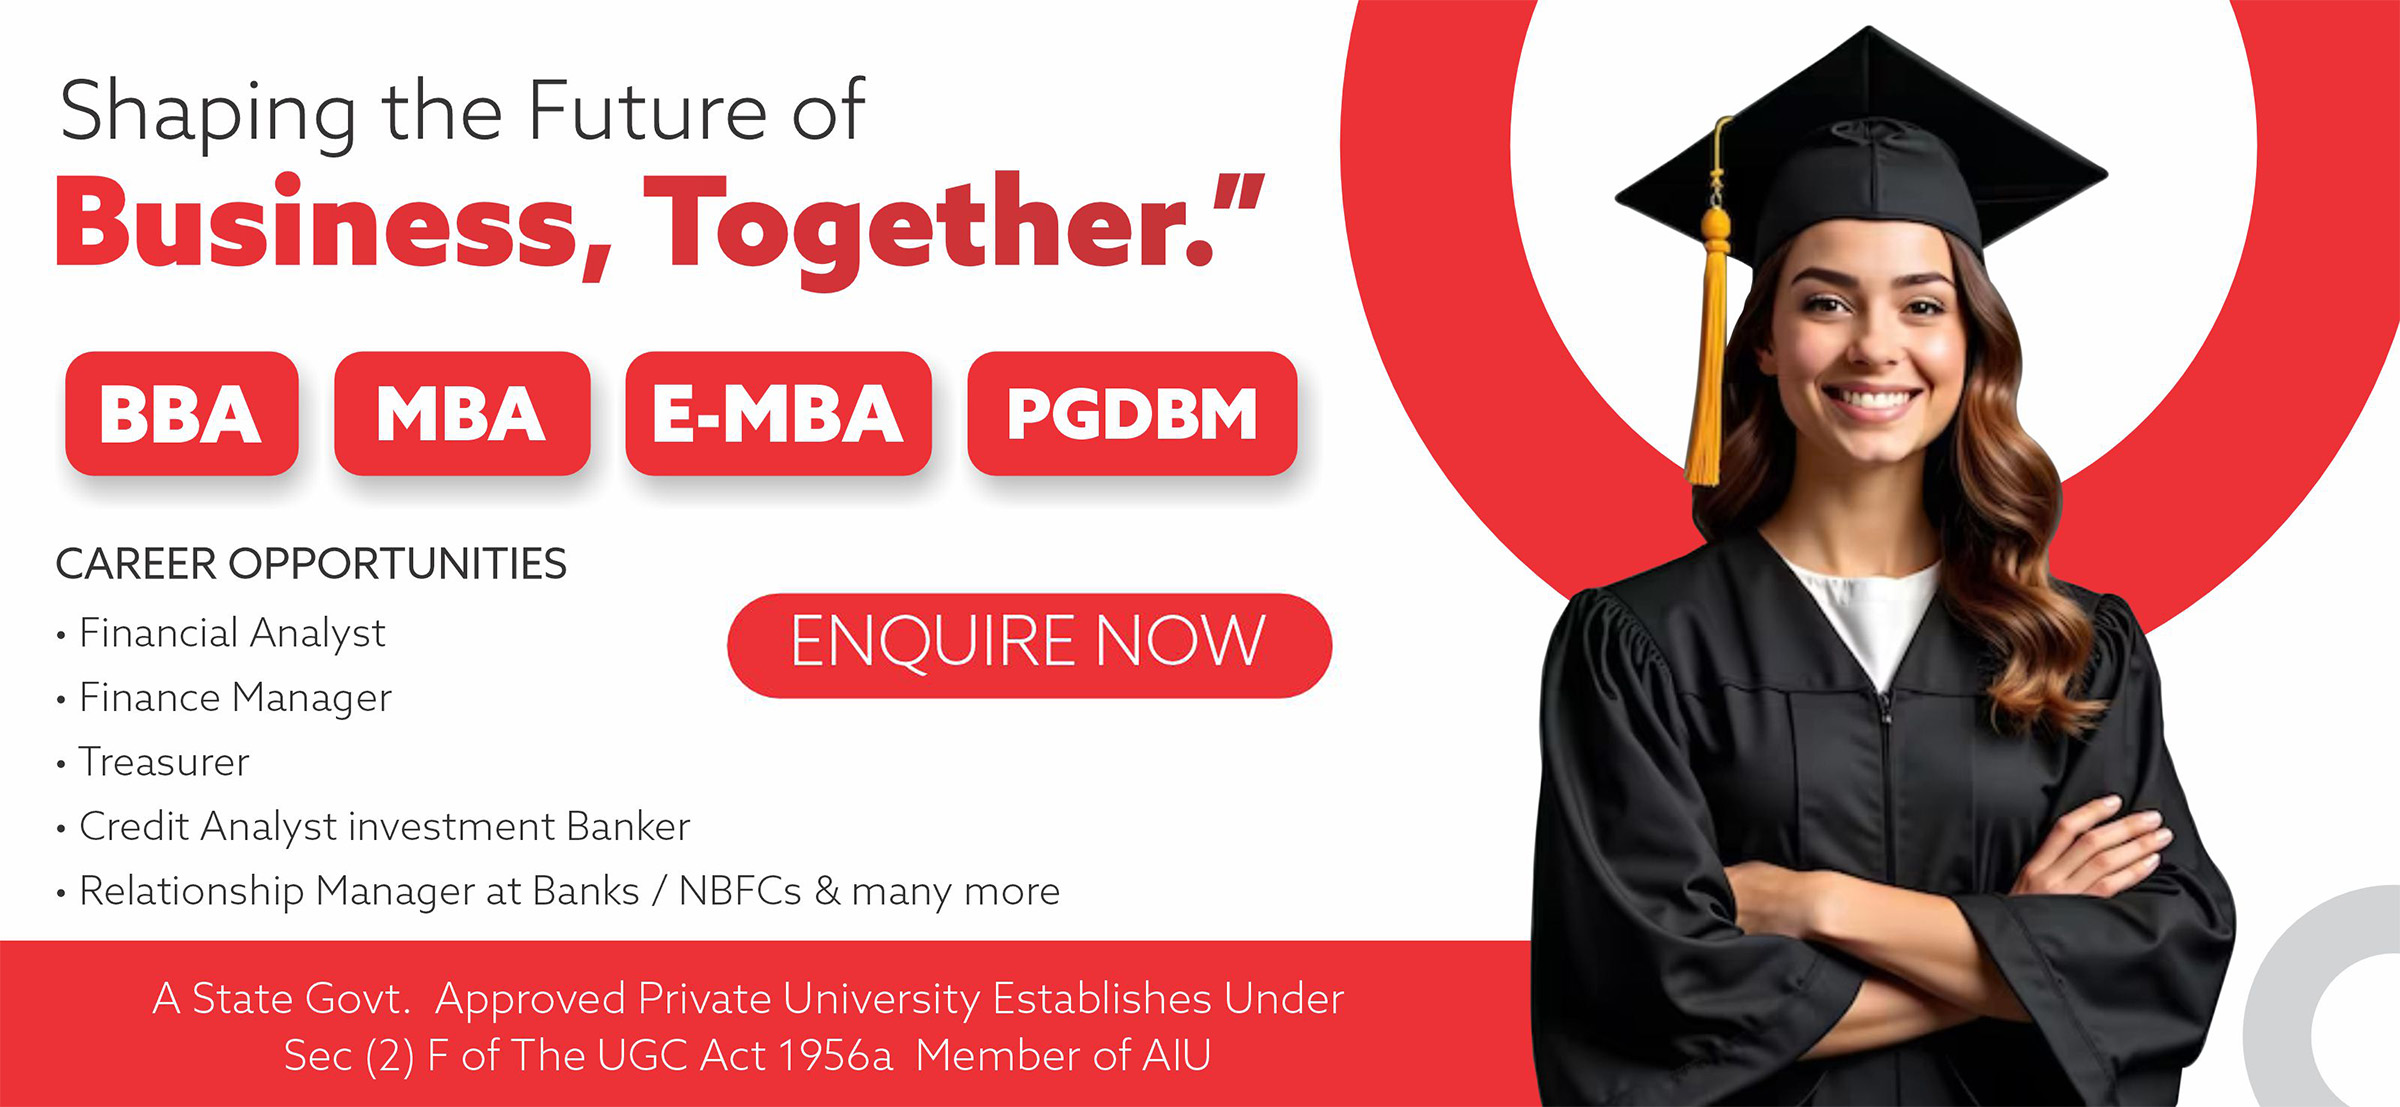 Shaping the Future of
Business, Together."
BBA MBA E-MBA PGDBM
CAREER OPPORTUNITIES
• Financial Analyst
• Finance Manager
• Treasurer
• Credit Analyst investment Banker
• Relationship Manager at Banks / NBFCs & many more
ENQUIRE NOW
A State Govt. Approved Private University Establishes Under
Sec (2) F of The UGC Act 1956a Member of AIU